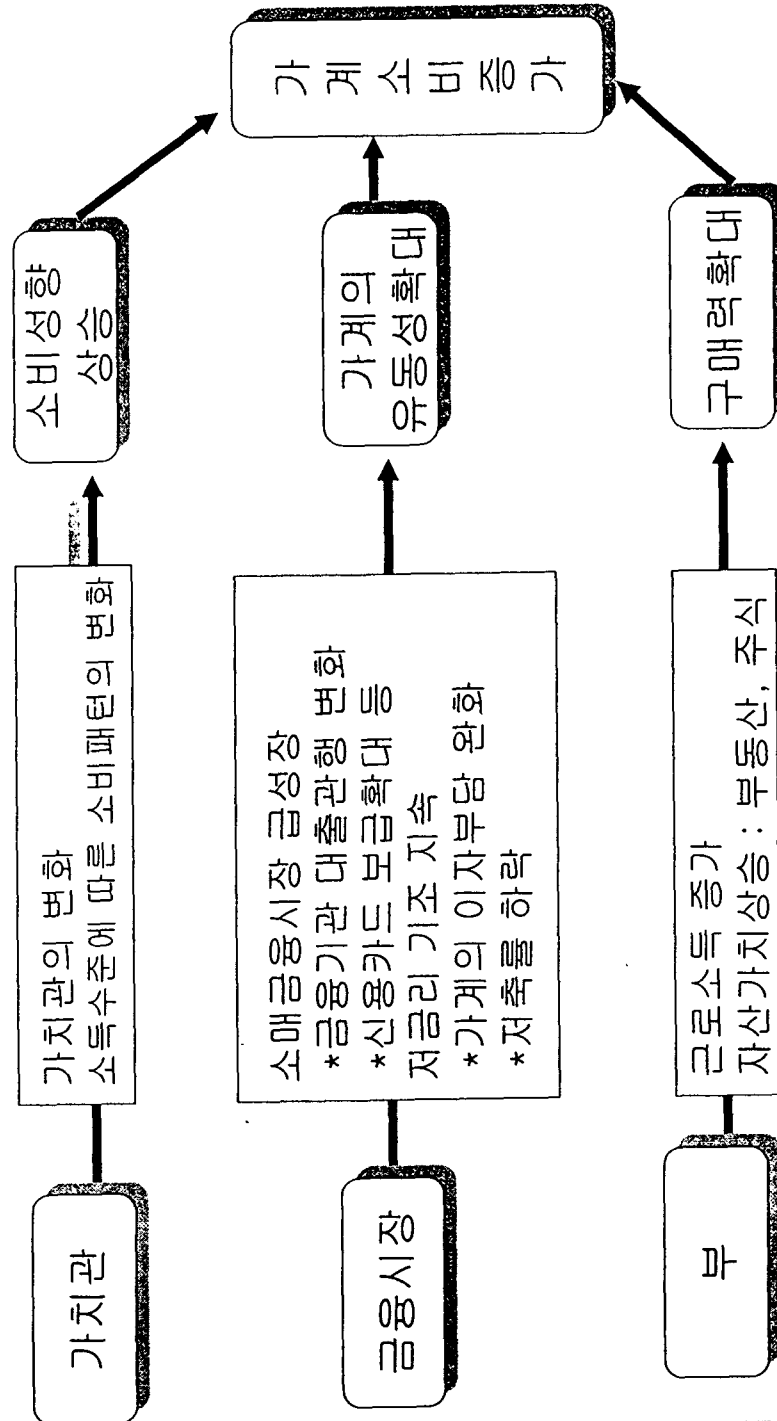 가치관
가치관의 변화
소득수준에 따른 소비패턴의 변화
소비성향
상승
금융시장
소매금융시장 급성장
*금융기관 대출관행 변화
*신용카드 보급확대 등
저금리 기조 지속
*가계의 이자부담 완화
*저축률 하락
가계의
유동성확대
부
근로소득 증가
자산가치상승 : 부동산, 주식
구매력확대
가계소비증가